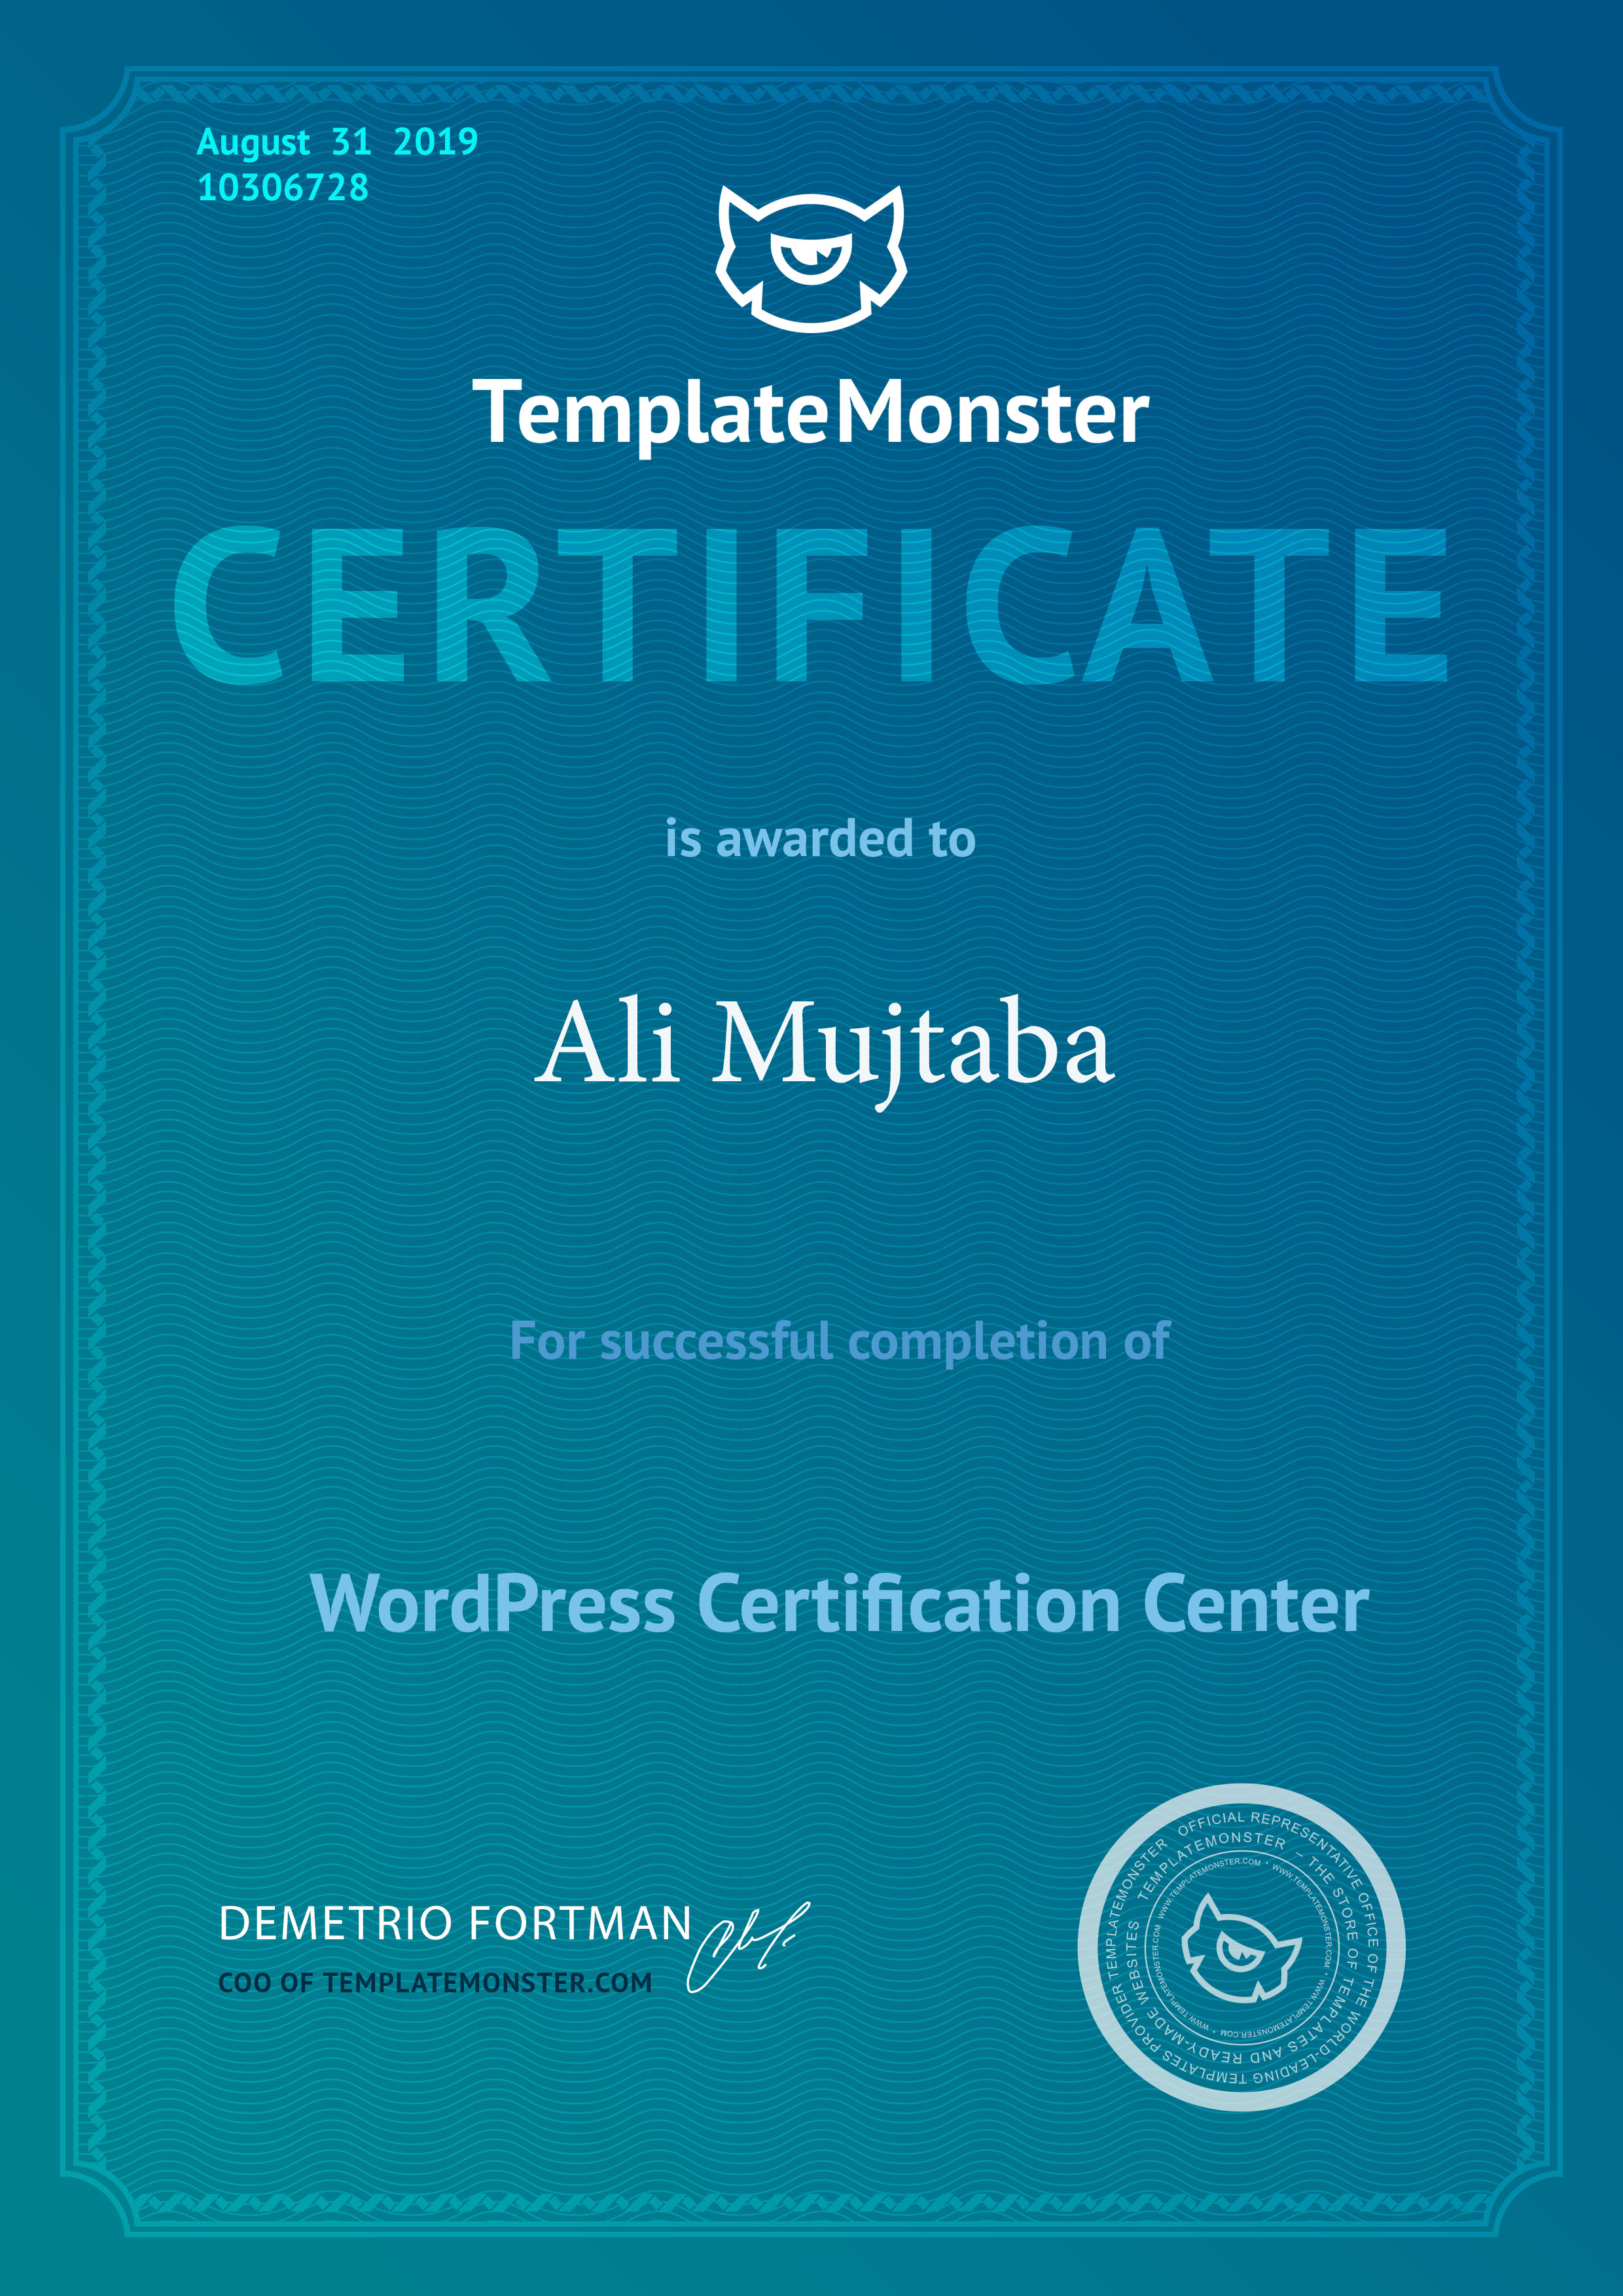 August 31 2019
10306728
TemplateMonster
CERTIFICATE
is awarded to
Ali Mujtaba
For successful completion of
WordPress Certification Center
DEMETRIO FORTMAN
COO OF TEMPLATEMONSTER.COM
OFFICIAL REPRESENTATIVE OFFICE OF THE WORLD-LEADING TEMPLATES PROVIDER TEMPLATEMONSTER
TEMPLATEMONSTER – THE STORE OF TEMPLATES AND READY-MADE WEBSITES
WWW.TEMPLATEMONSTER.COM * WWW.TEMPLATEMONSTER.COM * WWW.TEMPLATEMONSTER.COM * WWW.TEMPLATEMONSTER.COM